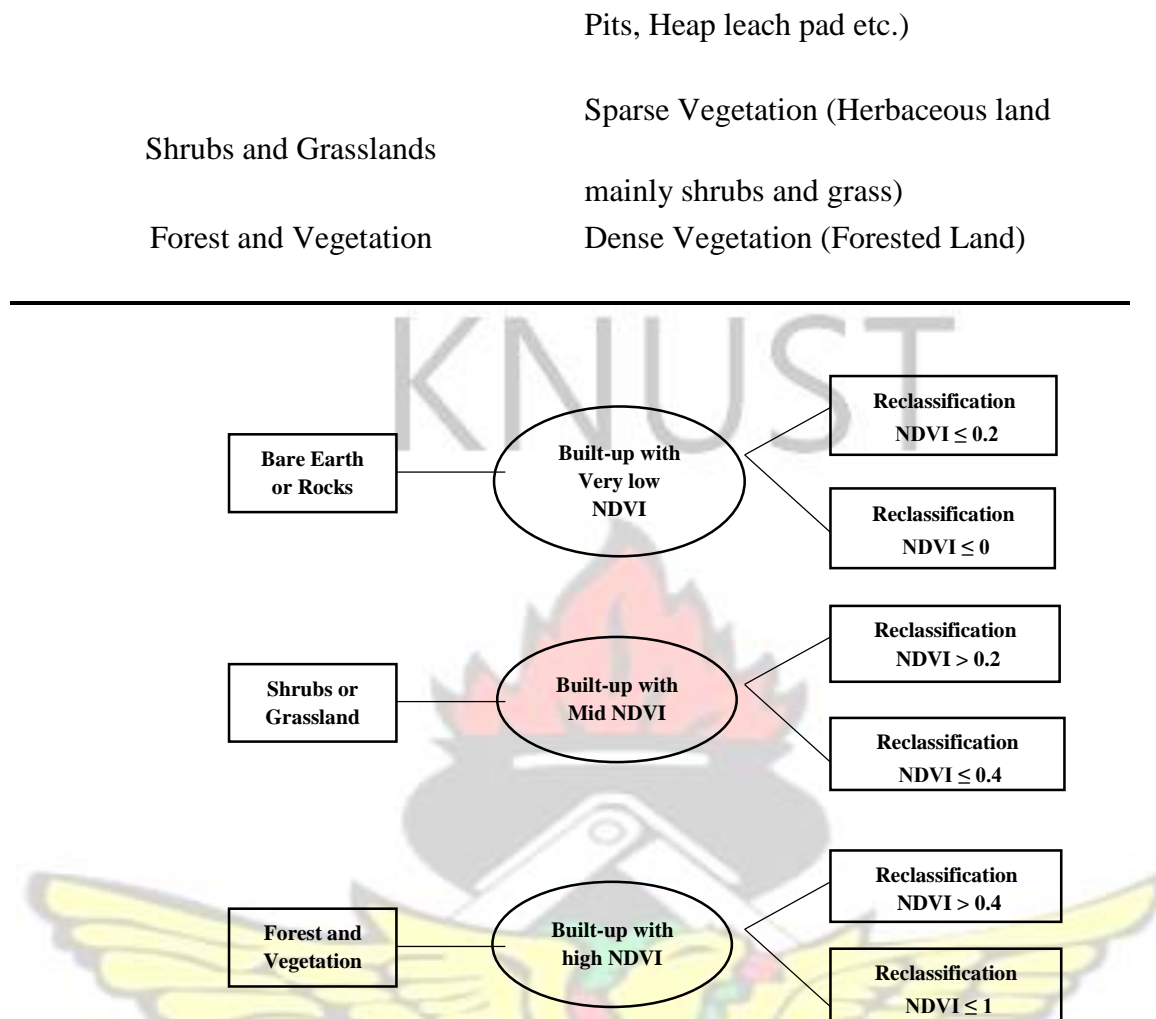 Pits, Heap leach pad etc.)
Sparse Vegetation (Herbaceous land
Shrubs and Grasslands
mainly shrubs and grass)
Forest and Vegetation Dense Vegetation (Forested Land)
KNUST
Bare Earth
or Rocks
Built-up with
Very low
NDVI
Reclassification
NDVI ≤ 0.2
Reclassification
NDVI ≤ 0
Shrubs or
Grassland
Built-up with
Mid NDVI
Reclassification
NDVI > 0.2
Reclassification
NDVI ≤ 0.4
Forest and
Vegetation
Built-up with
high NDVI
Reclassification
NDVI > 0.4
Reclassification
NDVI ≤ 1